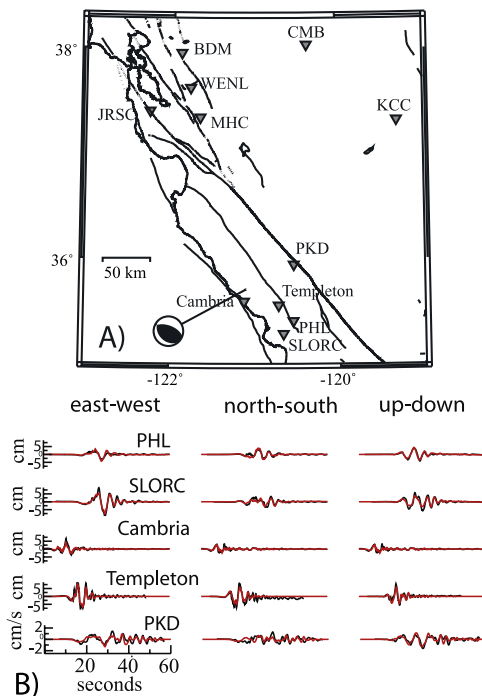 38°
BDM
CMB
WENL
JRSC
MHC
KCC
36°
PKD
50 km
Templeton
Cambria
PHL
SLORC
A)
-122°
-120°
east-west
north-south
up-down
PHL
cm
5
-5
SLORC
cm
5
-5
Cambria
cm
5
-5
Templeton
cm
5
-5
PKD
cm/s
2
0
-2
20
40
60
seconds
B)